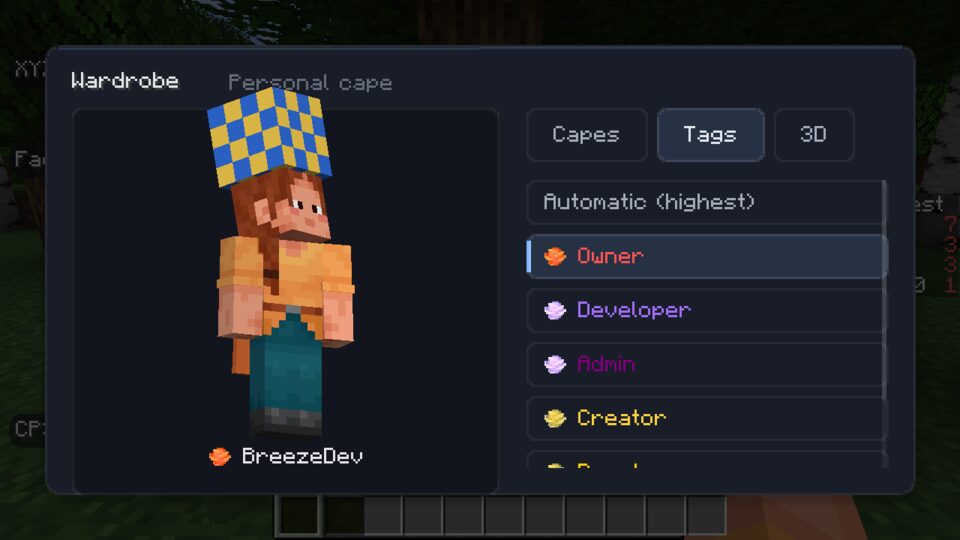 Wardrobe
Personal cape
Capes
Tags
3D
Automatic (highest)
Owner
Developer
Admin
Creator
BreezeDev